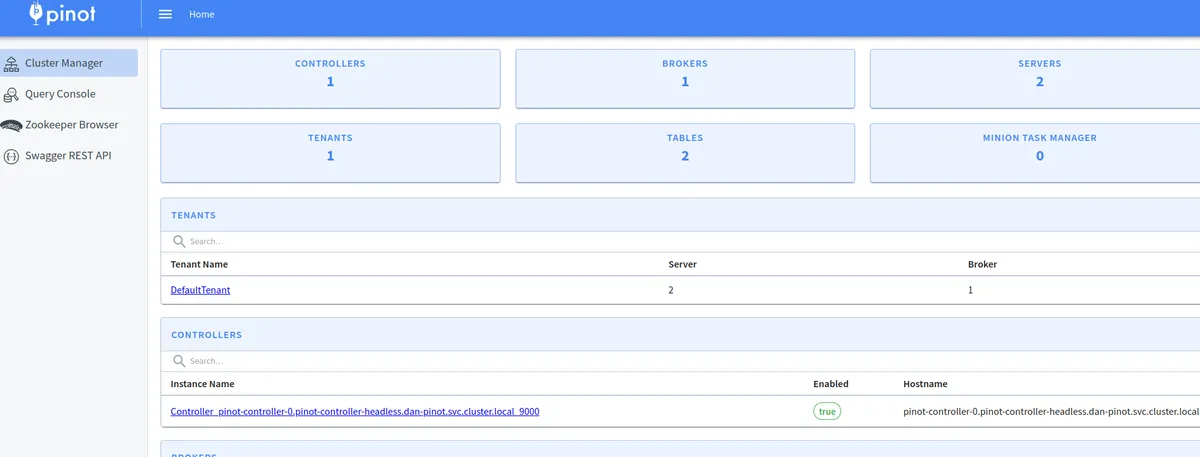 pinot
Home
Cluster Manager
Query Console
Zookeeper Browser
Swagger REST API
CONTROLLERS
1
BROKERS
1
SERVERS
2
TENANTS
1
TABLES
2
MINION TASK MANAGER
0
TENANTS
Search...
Tenant Name Server Broker
DefaultTenant 2 1
CONTROLLERS
Search...
Instance Name Enabled Hostname
Controller_pinot-controller-0.pinot-controller-headless.dan-pinot.svc.cluster.local_9000 true pinot-controller-0.pinot-controller-headless.dan-pinot.svc.cluster.local
BROKERS